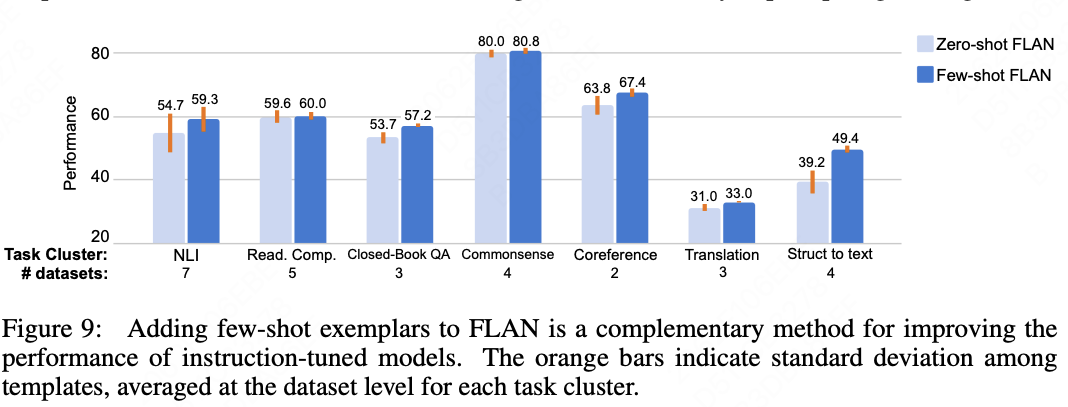 Zero-shot FLAN
Few-shot FLAN
Performance
80
60
40
20
54.7 59.3
59.6 60.0
53.7 57.2
80.0 80.8
63.8 67.4
31.0 33.0
39.2 49.4
Task Cluster: NLI Read. Comp. Closed-Book QA Commonsense Coreference Translation Struct to text
# datasets: 7 5 3 4 2 3 4
Figure 9: Adding few-shot exemplars to FLAN is a complementary method for improving the
performance of instruction-tuned models. The orange bars indicate standard deviation among
templates, averaged at the dataset level for each task cluster.